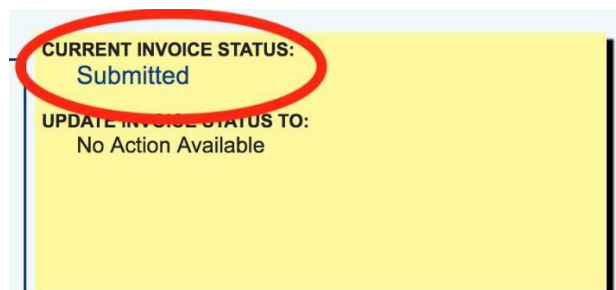 CURRENT INVOICE STATUS:
Submitted
UPDATE INVOICE STATUS TO:
No Action Available